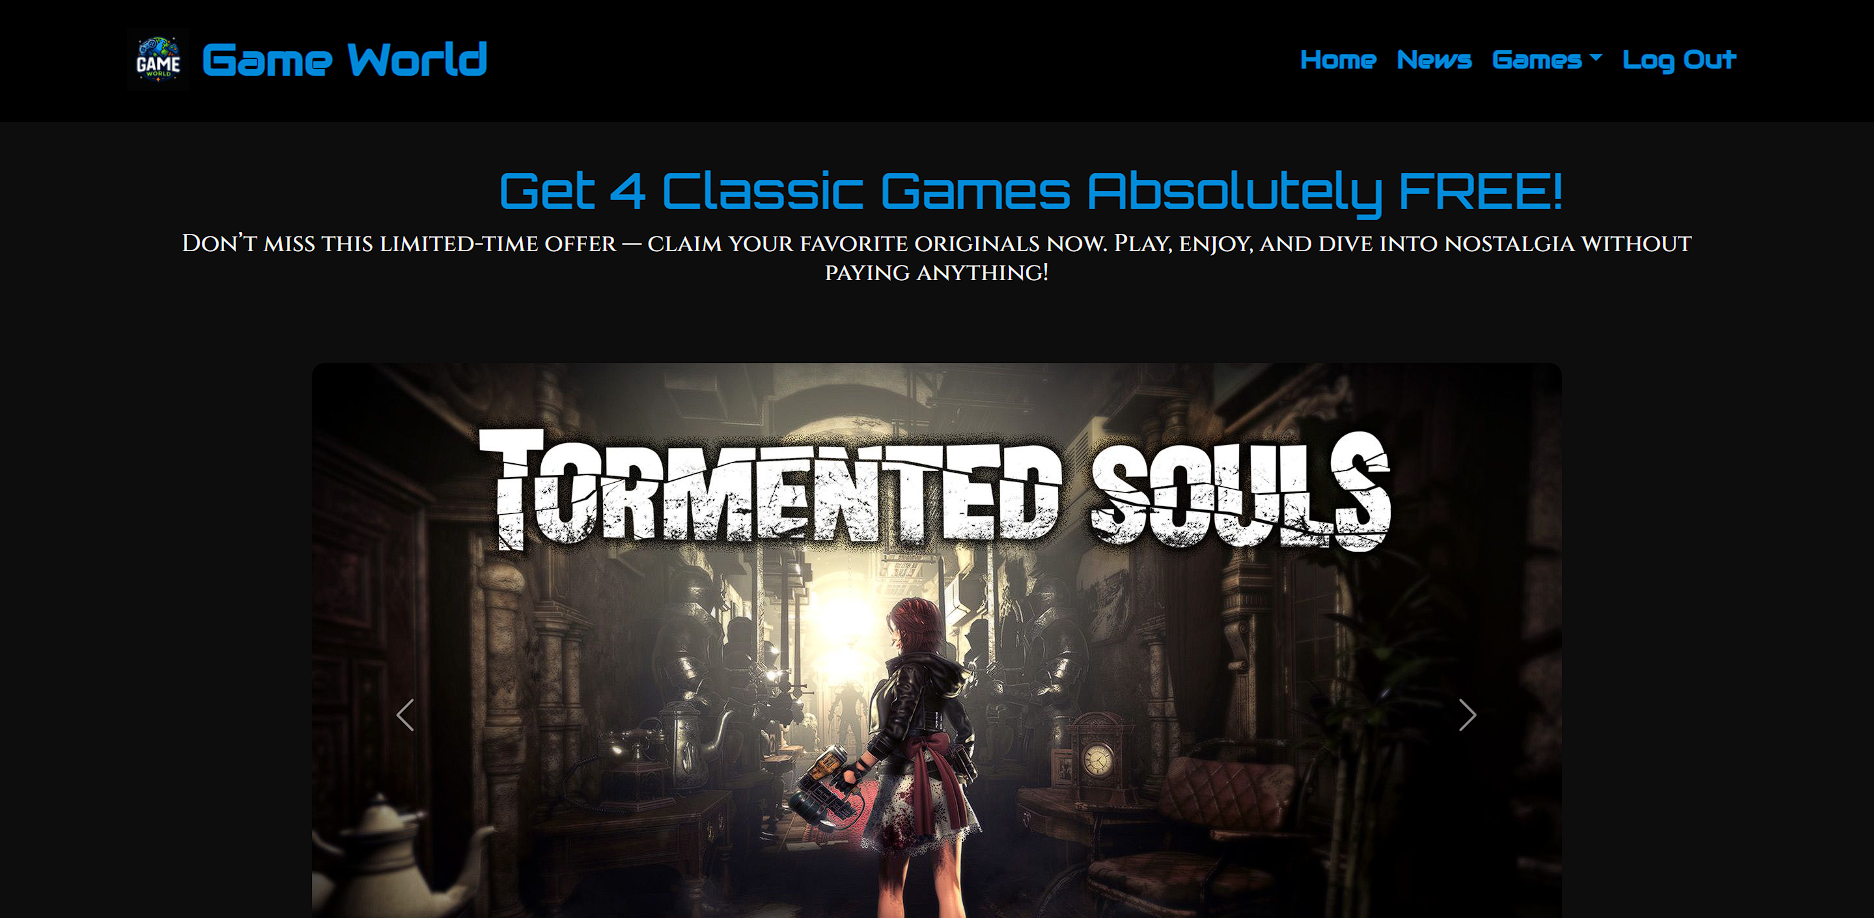 GAME
WORLD
Game World
Home News Games Log Out
Get 4 Classic Games Absolutely FREE!
Don’t miss this limited-time offer — claim your favorite originals now. Play, enjoy, and dive into nostalgia without
paying anything!
TORMENTED SOULS